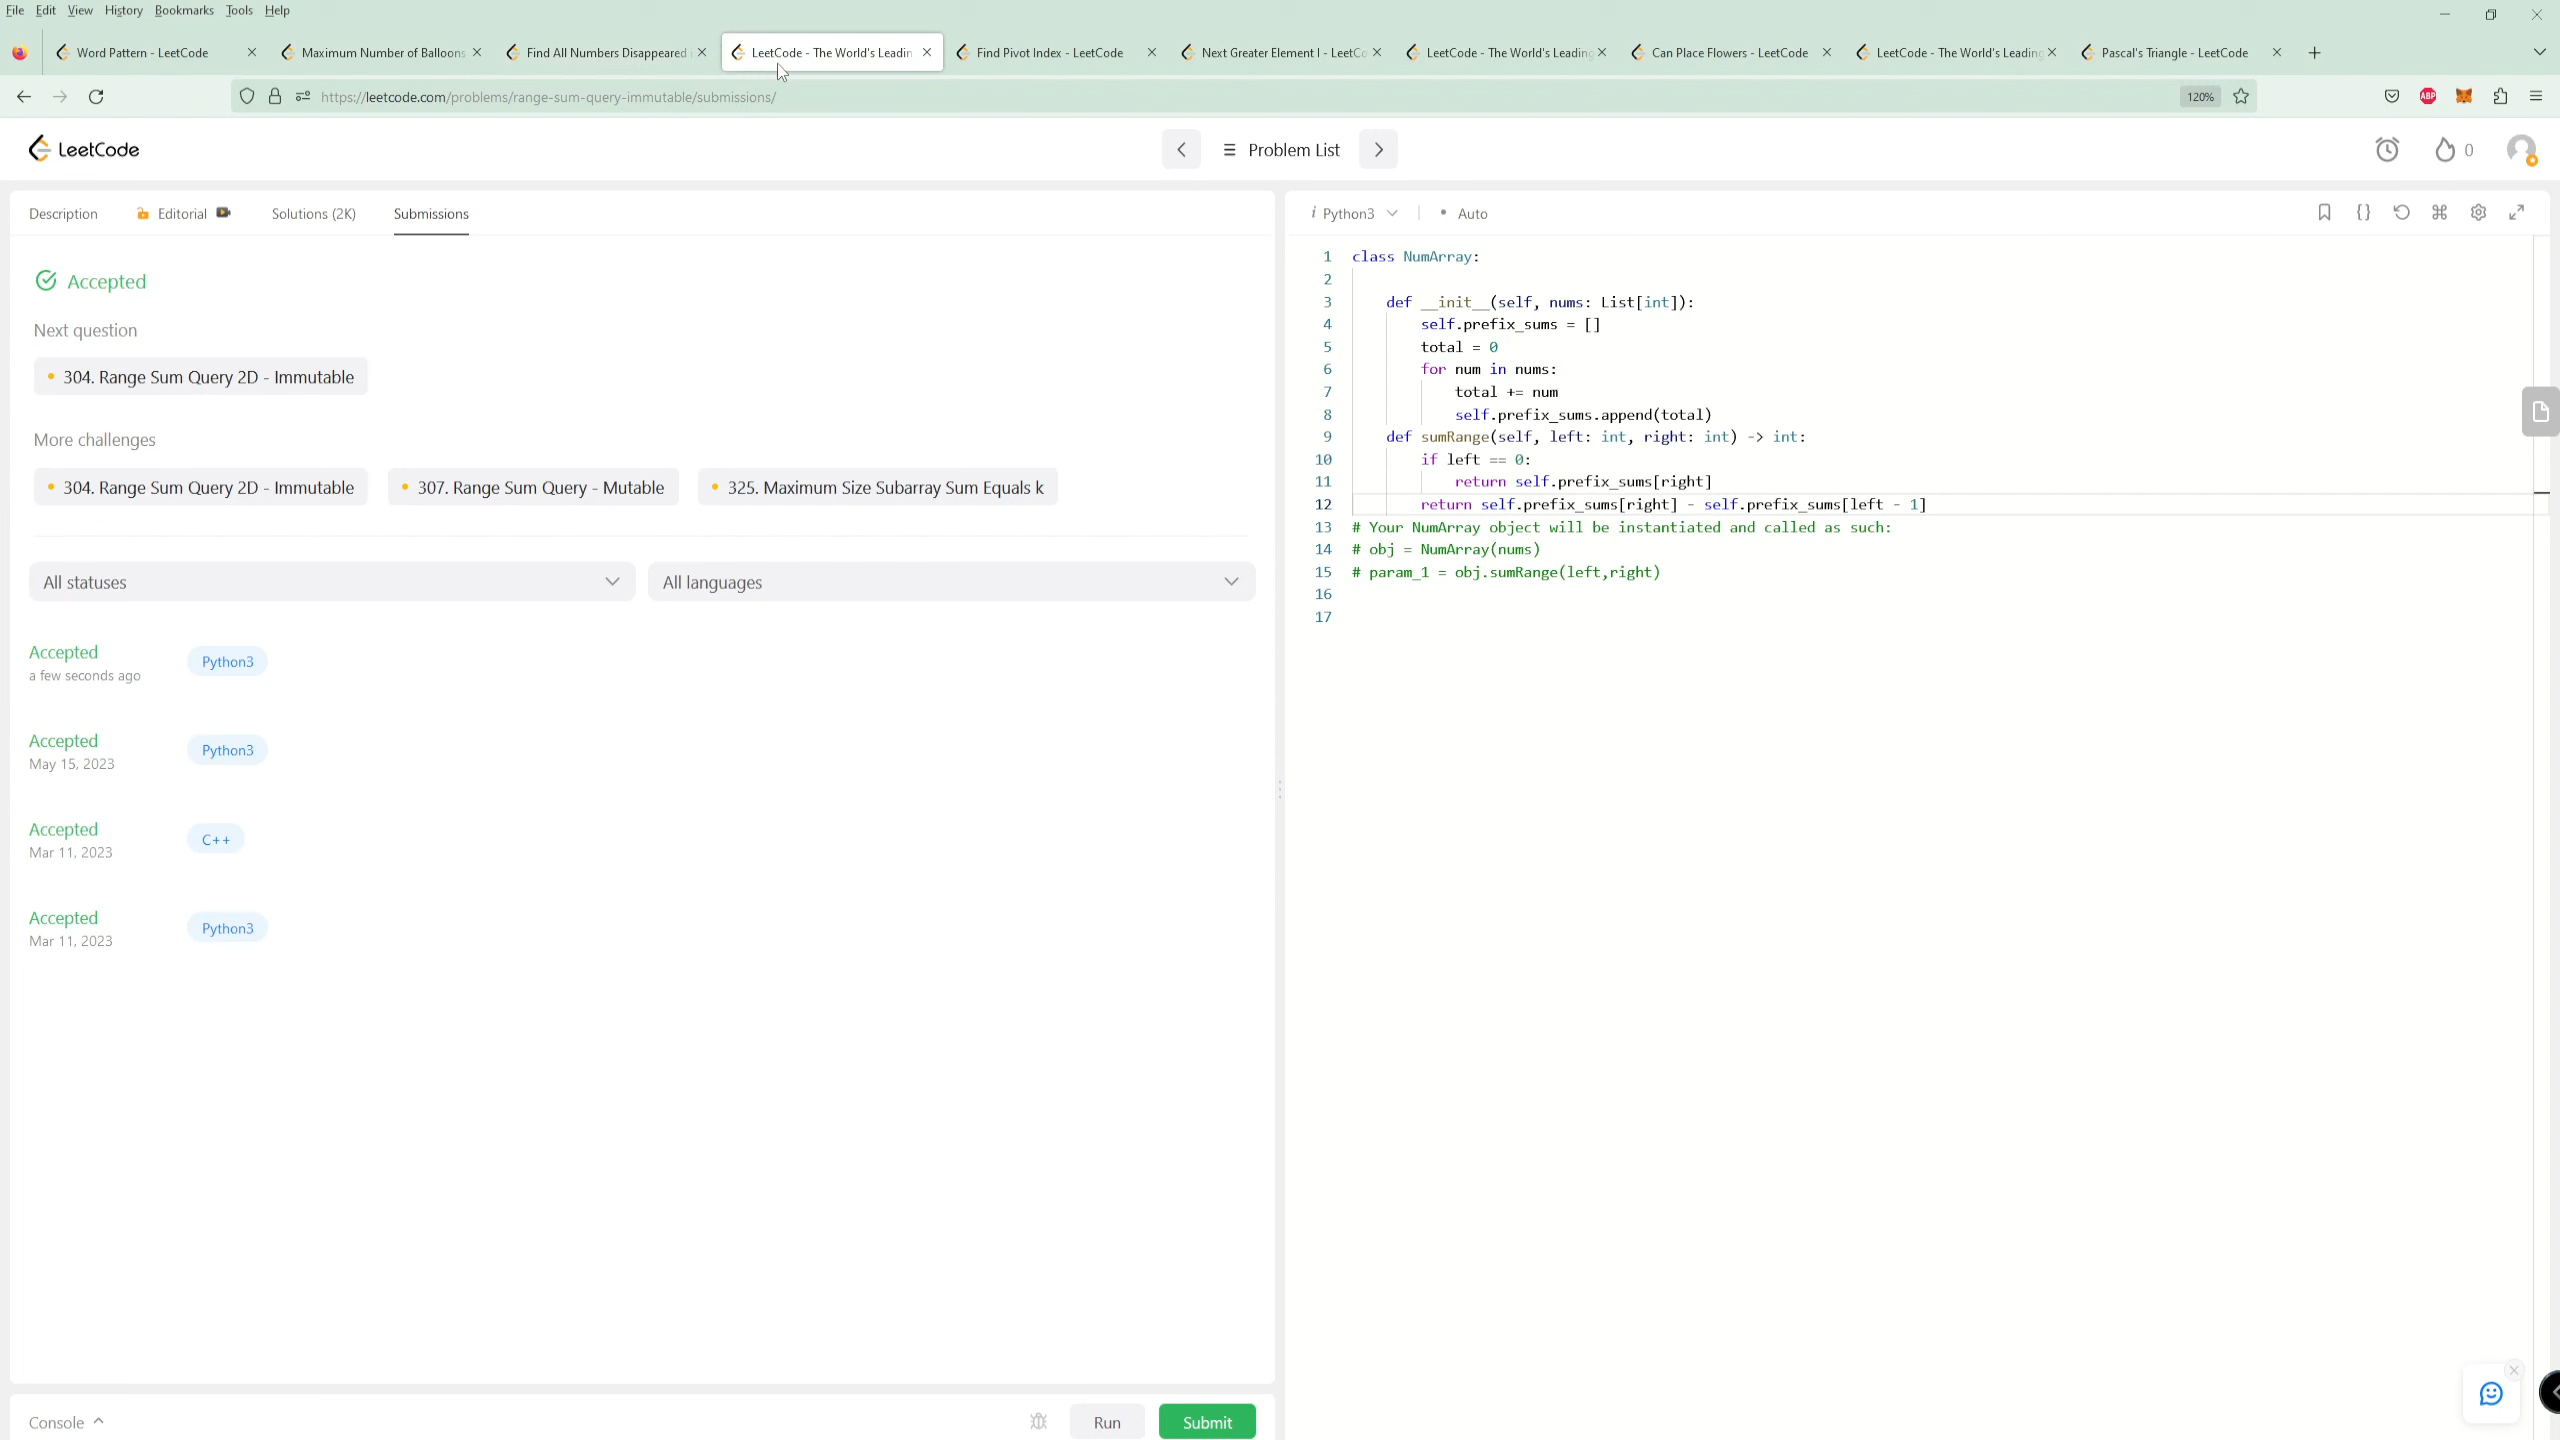 File Edit View History Bookmarks Tools Help
Word Pattern - LeetCode
Maximum Number of Balloons
Find All Numbers Disappeared i
LeetCode - The World's Leadin
Find Pivot Index - LeetCode
Next Greater Element I - LeetCo
LeetCode - The World's Leading
Can Place Flowers - LeetCode
LeetCode - The World's Leading
Pascal's Triangle - LeetCode
https://leetcode.com/problems/range-sum-query-immutable/submissions/
120%
ABP
LeetCode
Problem List
0
Description
Editorial
Solutions (2K)
Submissions
Accepted
Next question
304. Range Sum Query 2D - Immutable
More challenges
304. Range Sum Query 2D - Immutable
307. Range Sum Query - Mutable
325. Maximum Size Subarray Sum Equals k
All statuses
All languages
Accepted
a few seconds ago
Python3
Accepted
May 15, 2023
Python3
Accepted
Mar 11, 2023
C++
Accepted
Mar 11, 2023
Python3
Console
Run
Submit
i Python3
Auto
1 class NumArray:
2
3 def __init__(self, nums: List[int]):
4 self.prefix_sums = []
5 total = 0
6 for num in nums:
7 total += num
8 self.prefix_sums.append(total)
9 def sumRange(self, left: int, right: int) -> int:
10 if left == 0:
11 return self.prefix_sums[right]
12 return self.prefix_sums[right] - self.prefix_sums[left - 1]
13 # Your NumArray object will be instantiated and called as such:
14 # obj = NumArray(nums)
15 # param_1 = obj.sumRange(left,right)
16
17